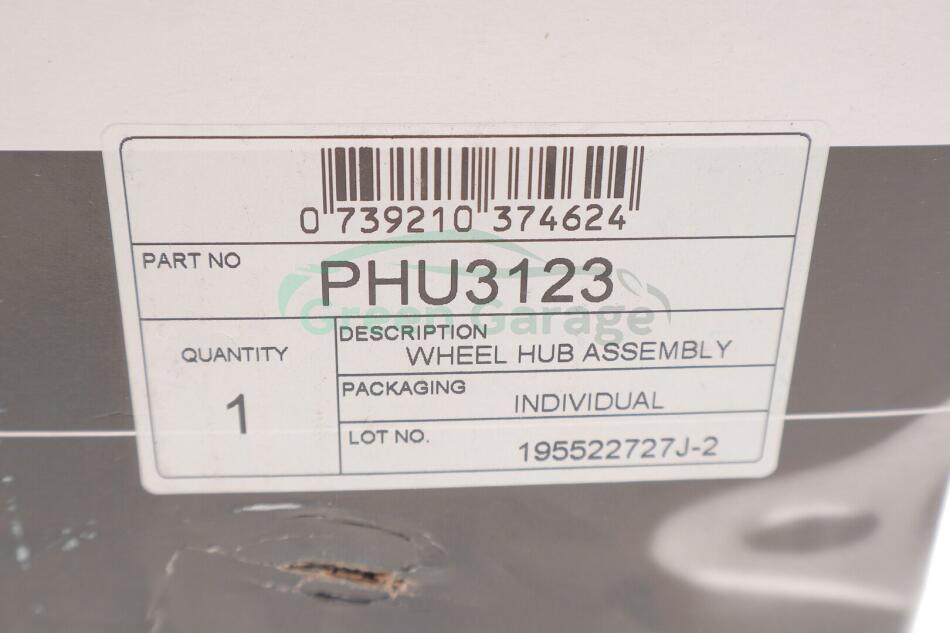 0 739210 374624
PART NO
PHU3123
Green Garage
QUANTITY
1
DESCRIPTION
WHEEL HUB ASSEMBLY
PACKAGING
INDIVIDUAL
LOT NO.
195522727J-2